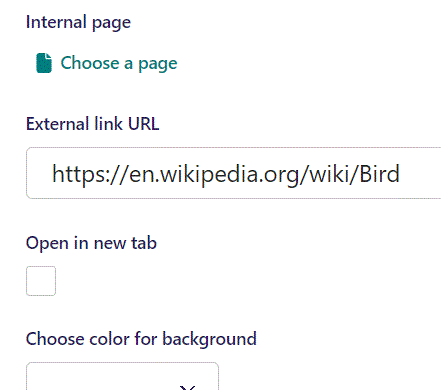 Internal page
Choose a page
External link URL
https://en.wikipedia.org/wiki/Bird
Open in new tab
Choose color for background